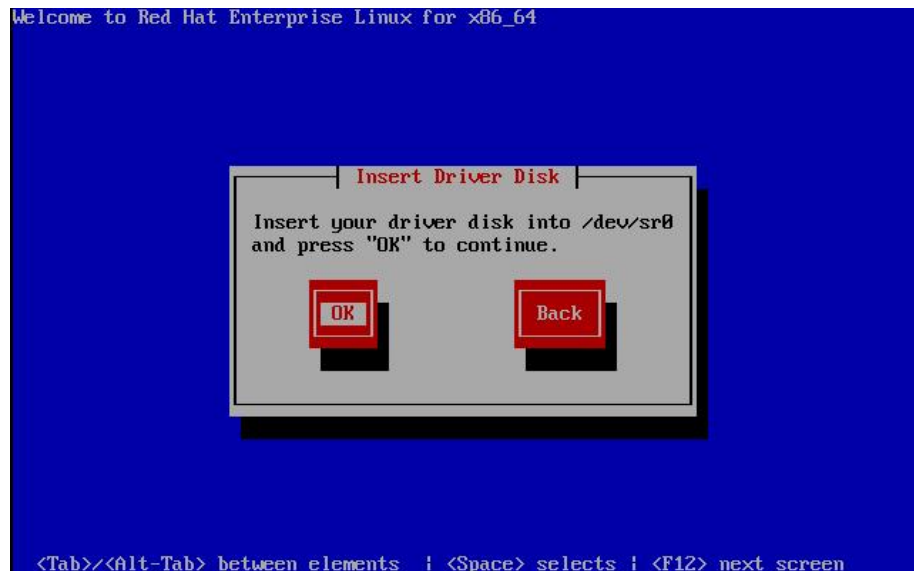 Welcome to Red Hat Enterprise Linux for x86_64
Insert Driver Disk
Insert your driver disk into /dev/sr0
and press "OK" to continue.
OK Back
<Tab>/<Alt-Tab> between elements | <Space> selects | <F12> next screen